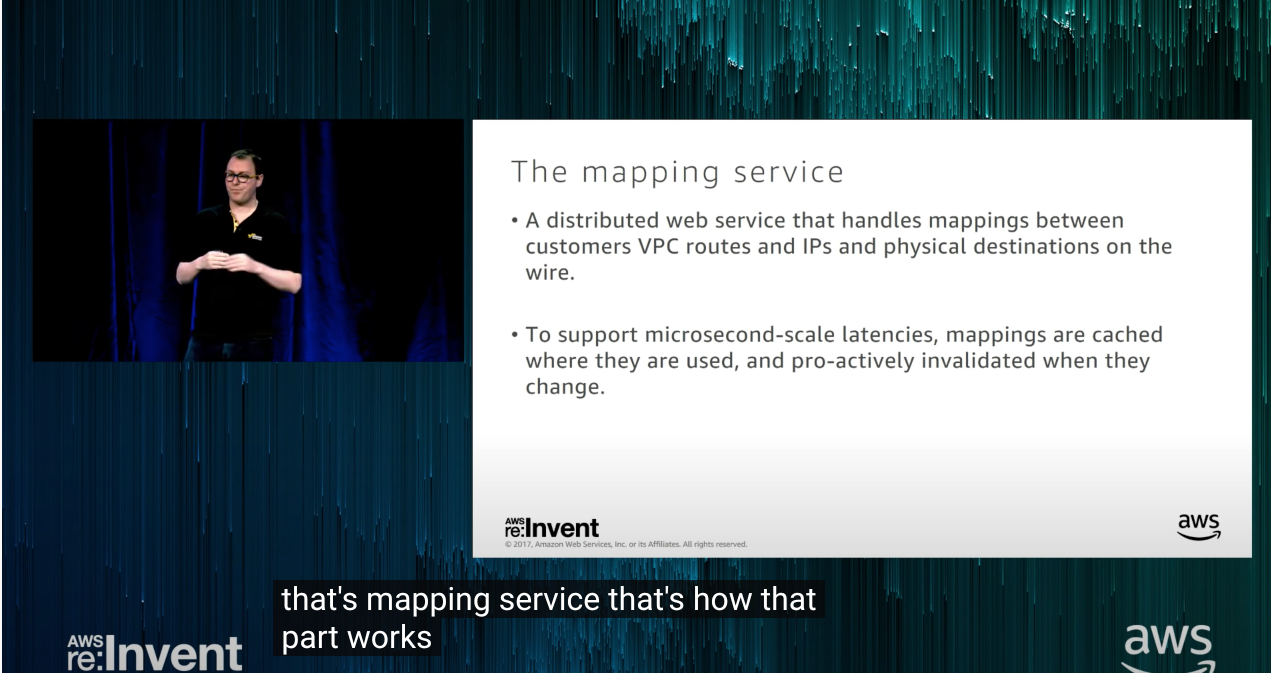 The mapping service
• A distributed web service that handles mappings between
customers VPC routes and IPs and physical destinations on the
wire.
• To support microsecond-scale latencies, mappings are cached
where they are used, and pro-actively invalidated when they
change.
AWS
re:Invent
© 2017, Amazon Web Services, Inc. or its Affiliates. All rights reserved.
aws
that's mapping service that's how that
part works
AWS
re:Invent
aws